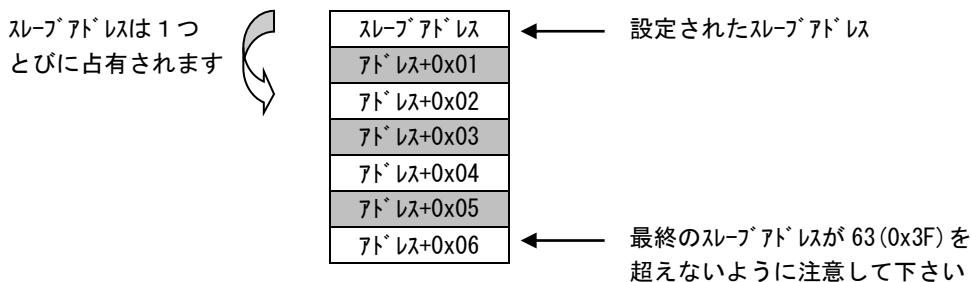 ｽﾚｰﾌﾞｱﾄﾞﾚｽは１つ
とびに占有されます
ｽﾚｰﾌﾞｱﾄﾞﾚｽ
ｱﾄﾞﾚｽ+0x01
ｱﾄﾞﾚｽ+0x02
ｱﾄﾞﾚｽ+0x03
ｱﾄﾞﾚｽ+0x04
ｱﾄﾞﾚｽ+0x05
ｱﾄﾞﾚｽ+0x06
設定されたｽﾚｰﾌﾞｱﾄﾞﾚｽ
最終のｽﾚｰﾌﾞｱﾄﾞﾚｽが 63(0x3F)を
超えないように注意して下さい